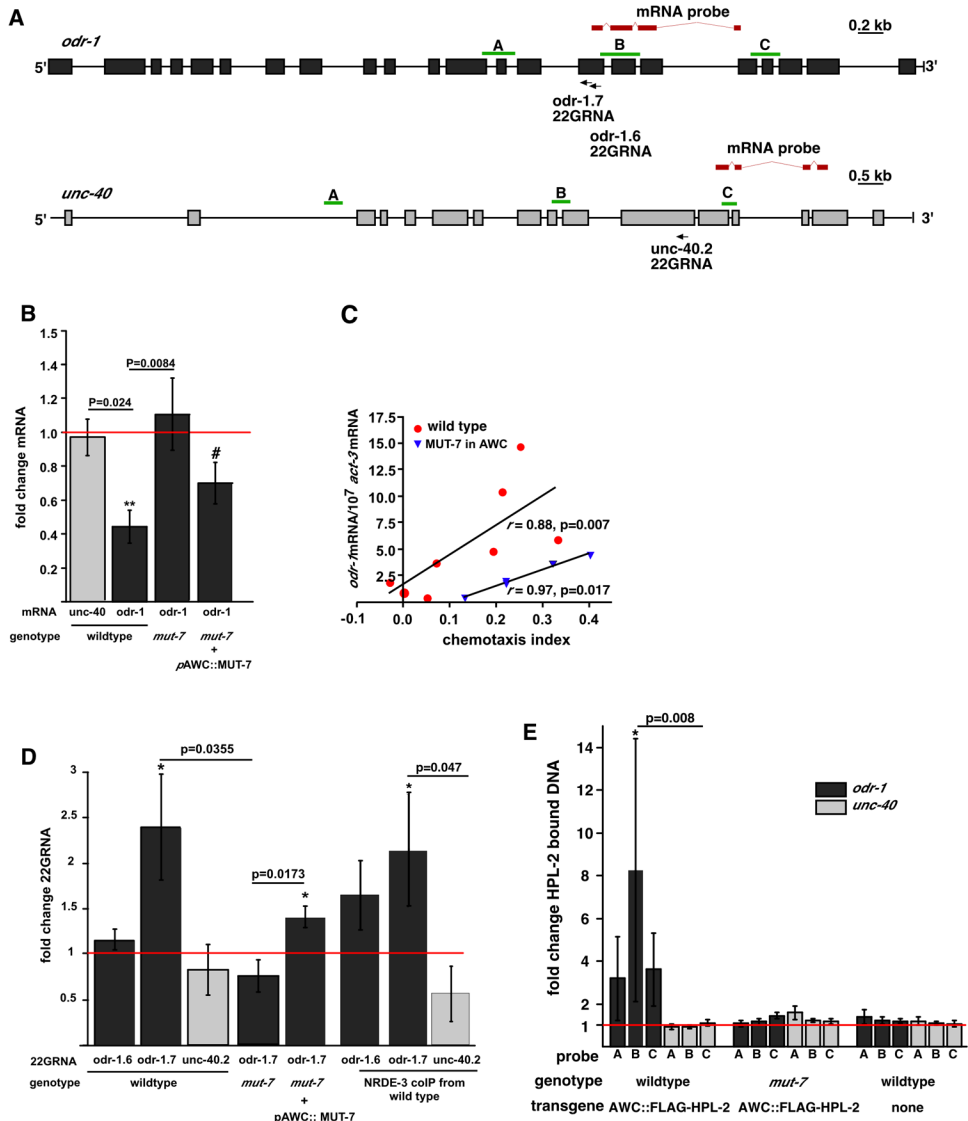 A
odr-1
mRNA probe
0.2 kb
A
B
C
5'
3'
odr-1.7
22GRNA
odr-1.6
22GRNA
mRNA probe
0.5 kb
unc-40
A
B
C
5'
3'
unc-40.2
22GRNA
B
fold change mRNA
1.5
1.4
1.2
1.0
0.8
0.6
0.4
0.2
P=0.024
P=0.0084
**
#
mRNA unc-40 odr-1 odr-1 odr-1
genotype wildtype mut-7 mut-7
+
pAWC::MUT-7
C
odr-1mRNA/10⁷ act-3 mRNA
17.5
15.0
12.5
10.0
7.5
5.0
2.5
wild type
MUT-7 in AWC
r = 0.88, p=0.007
r = 0.97, p=0.017
-0.1 0.0 0.1 0.2 0.3 0.4
chemotaxis index
D
fold change 22GRNA
3
2.5
2
1.5
1
0.5
p=0.0355
p=0.0173
p=0.047
*
*
*
22GRNA odr-1.6 odr-1.7 unc-40.2 odr-1.7 odr-1.7 odr-1.6 odr-1.7 unc-40.2
genotype wildtype mut-7 mut-7
+
pAWC:: MUT-7
NRDE-3 coIP from
wild type
E
fold change HPL-2 bound DNA
14
12
10
8
6
4
2
1
p=0.008
*
odr-1
unc-40
probe A B C A B C A B C A B C A B C A B C
genotype wildtype mut-7 wildtype
transgene AWC::FLAG-HPL-2 AWC::FLAG-HPL-2 none